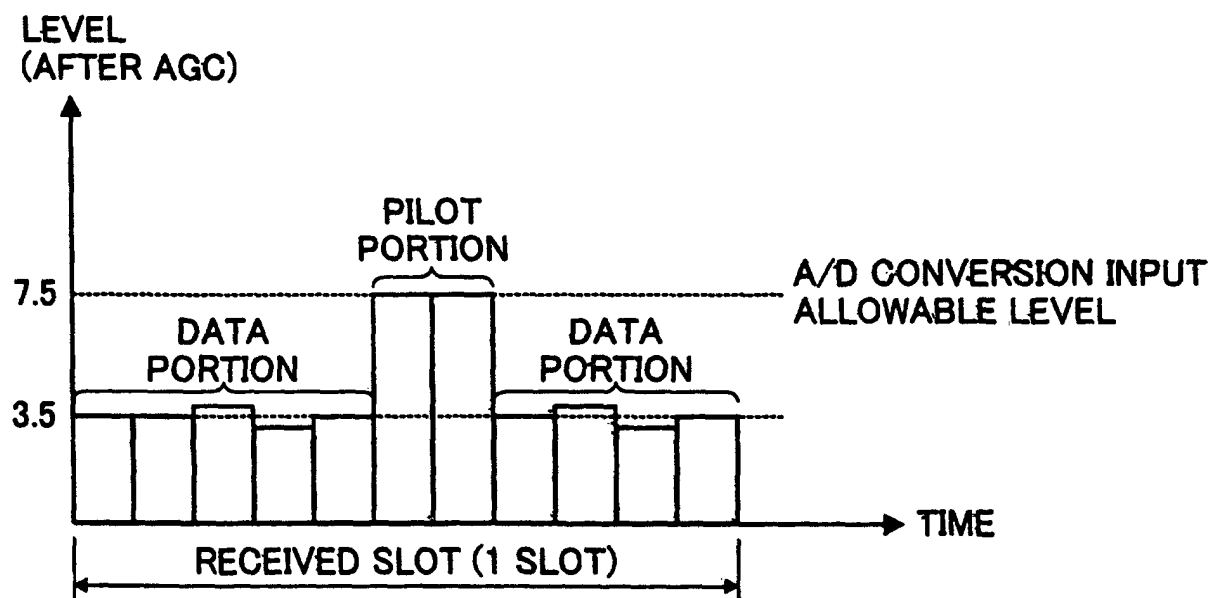 LEVEL
(AFTER AGC)
PILOT
PORTION
7.5
A/D CONVERSION INPUT
ALLOWABLE LEVEL
DATA
PORTION
DATA
PORTION
3.5
TIME
RECEIVED SLOT (1 SLOT)